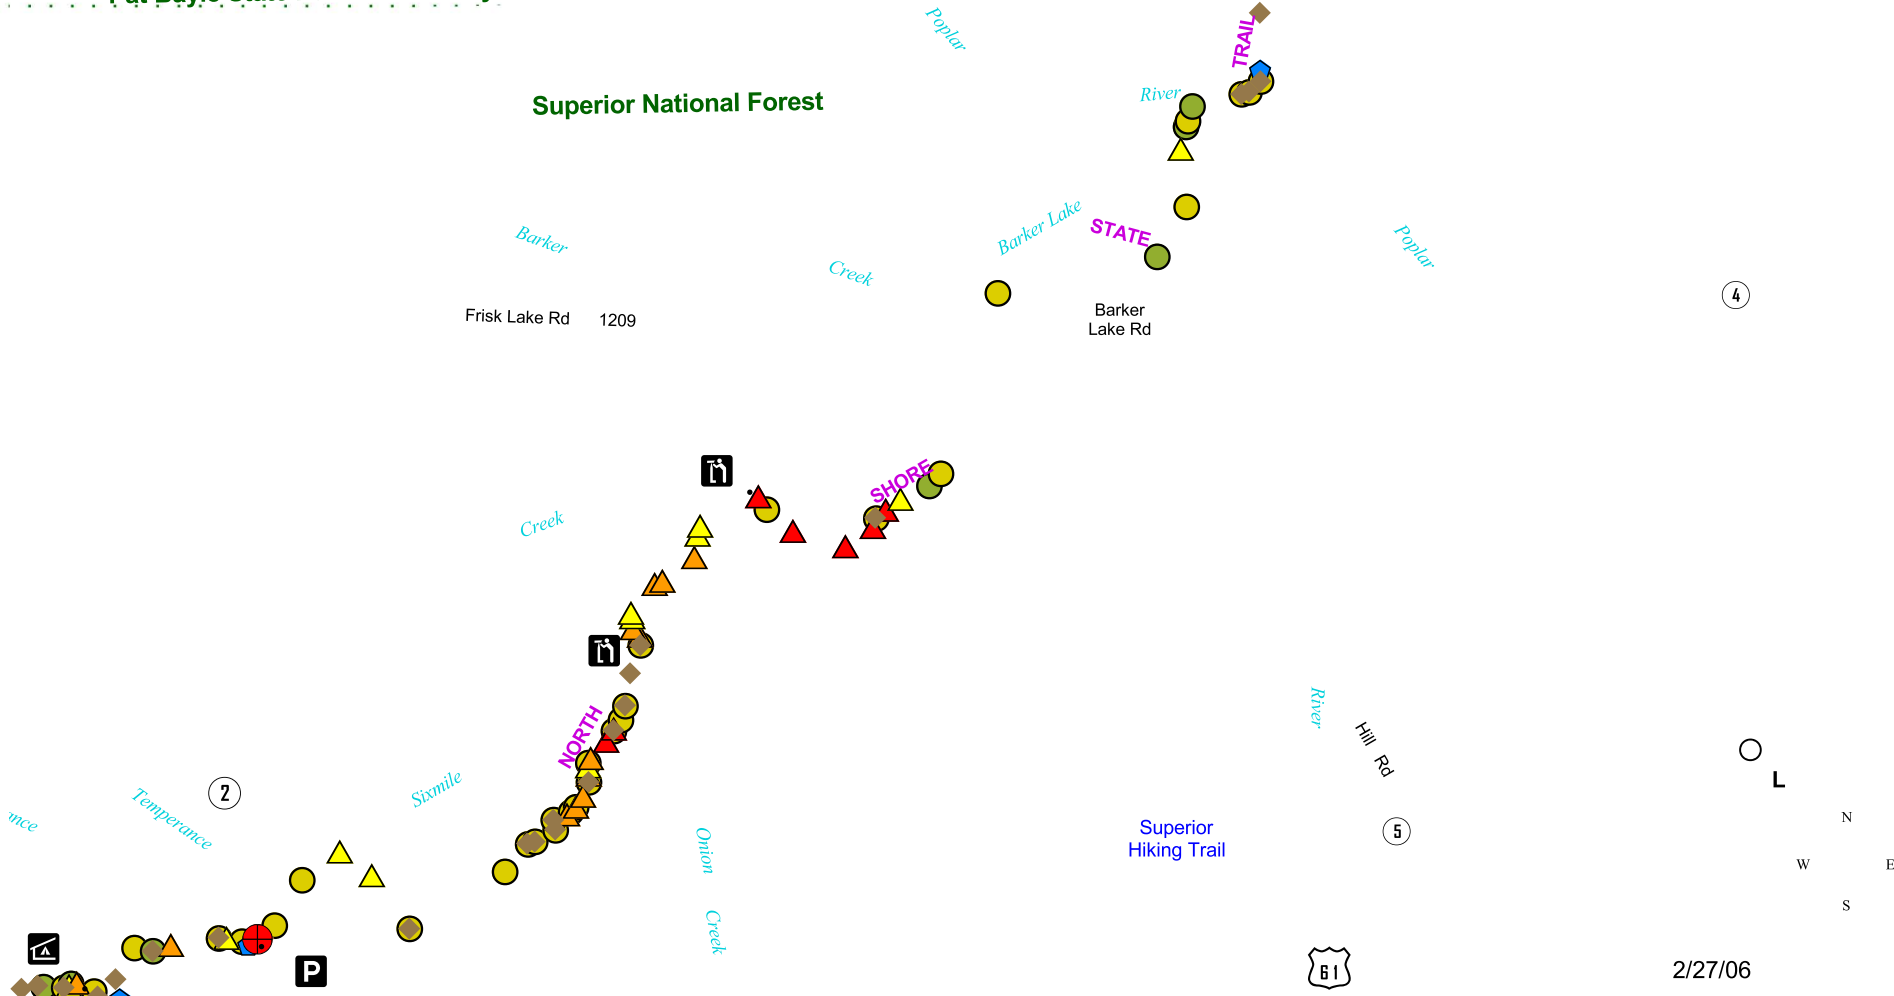 Poplar
TRAIL
River
Superior National Forest
Barker
Creek
Barker Lake
STATE
Poplar
4
Frisk Lake Rd 1209
Barker
Lake Rd
SHORE
Creek
NORTH
River
Hill Rd
L
Sixmile
2
Temperance
Onion
Creek
Superior
Hiking Trail
5
N
W E
S
P
61
2/27/06